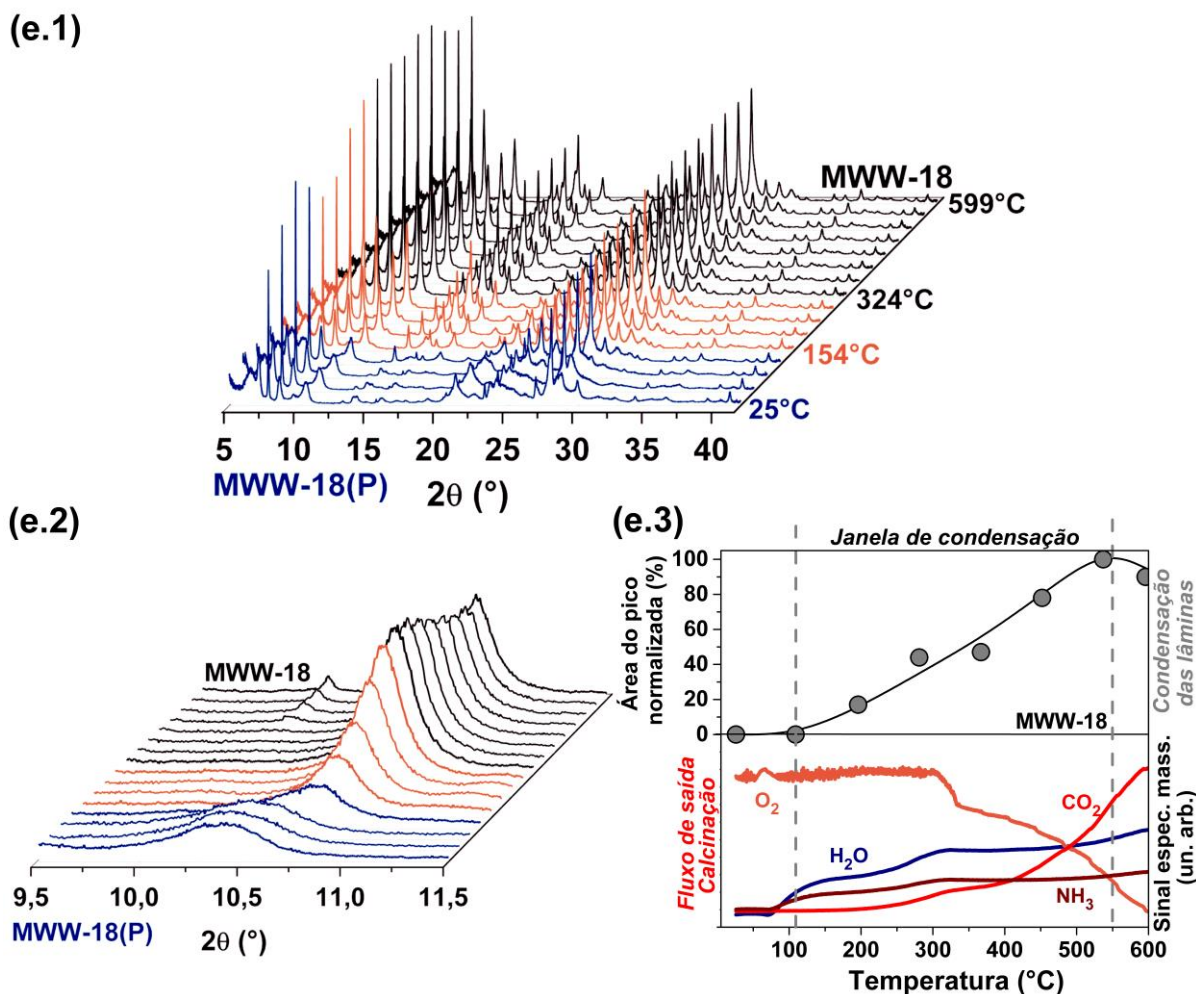 (e.1)
MWW-18
599°C
324°C
154°C
25°C
5 10 15 20 25 30 35 40
MWW-18(P) 2θ (°)
(e.2)
MWW-18
9,5 10,0 10,5 11,0 11,5
MWW-18(P) 2θ (°)
(e.3)
Janela de condensação
100
80
60
40
20
0
Área do pico
normalizada (%)
Condensação
das lâminas
MWW-18
O2
CO2
H2O
NH3
Fluxo de saída
Calcinação
Sinal espec. mass.
(un. arb.)
100 200 300 400 500 600
Temperatura (°C)